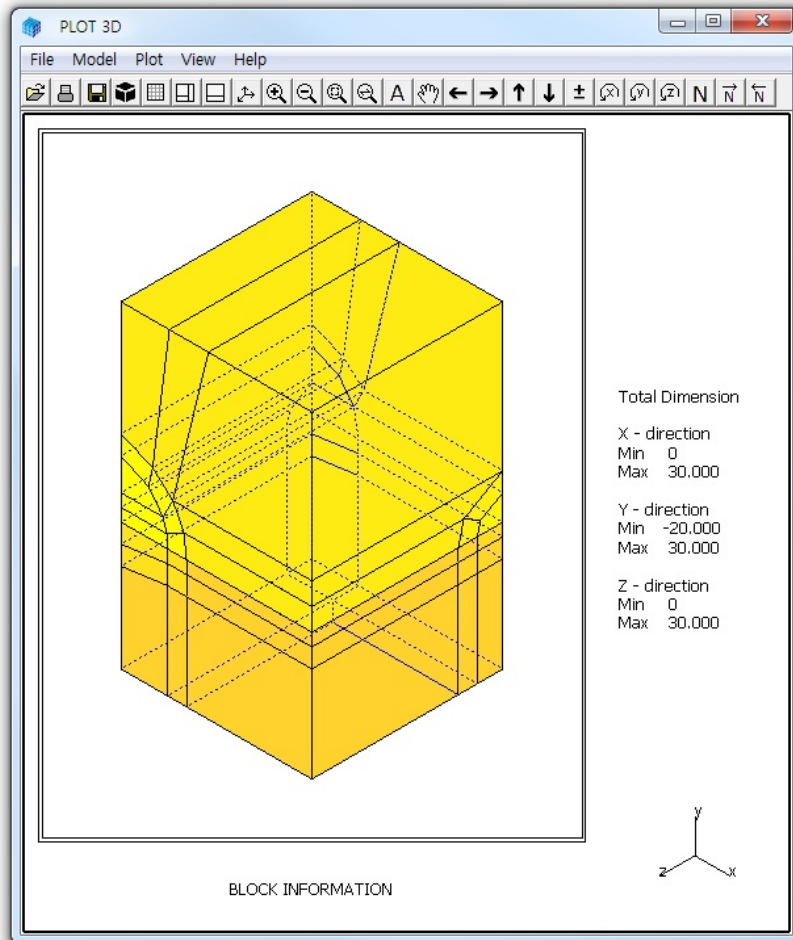 PLOT 3D
File Model Plot View Help
A ± x y z N N N
Total Dimension
X - direction
Min 0
Max 30.000
Y - direction
Min -20.000
Max 30.000
Z - direction
Min 0
Max 30.000
y
z x
BLOCK INFORMATION